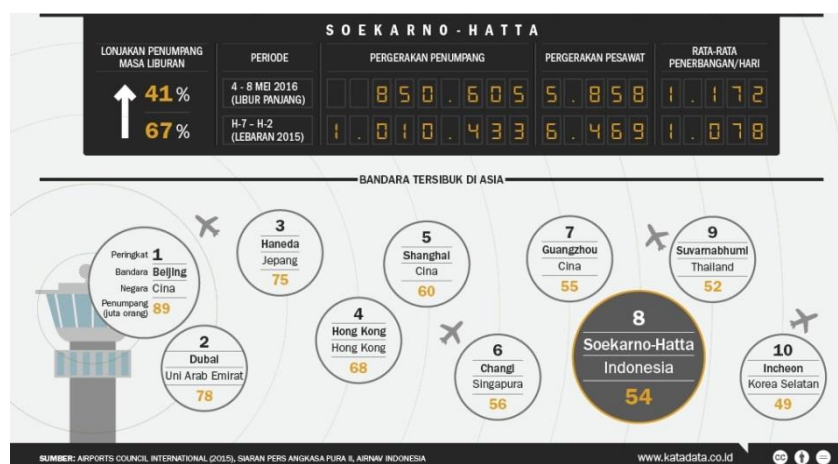 SOEKARNO-HATTA
LONJAKAN PENUMPANG
MASA LIBURAN
PERIODE
PERGERAKAN PENUMPANG
PERGERAKAN PESAWAT
RATA-RATA
PENERBANGAN/HARI
41%
4 - 8 MEI 2016
(LIBUR PANJANG)
850.605
5.858
1.172
67%
H-7 – H-2
(LEBARAN 2015)
1.010.433
6.469
1.078
BANDARA TERSIBUK DI ASIA
Peringkat 1
Bandara Beijing
Negara Cina
Penumpang
(juta orang) 89
2
Dubai
Uni Arab Emirat
78
3
Haneda
Jepang
75
4
Hong Kong
Hong Kong
68
5
Shanghai
Cina
60
6
Changi
Singapura
56
7
Guangzhou
Cina
55
8
Soekarno-Hatta
Indonesia
54
9
Suvarnabhumi
Thailand
52
10
Incheon
Korea Selatan
49
SUMBER: AIRPORTS COUNCIL INTERNATIONAL (2015), SIARAN PERS ANGKASA PURA II, AIRNAV INDONESIA
www.katadata.co.id
cc